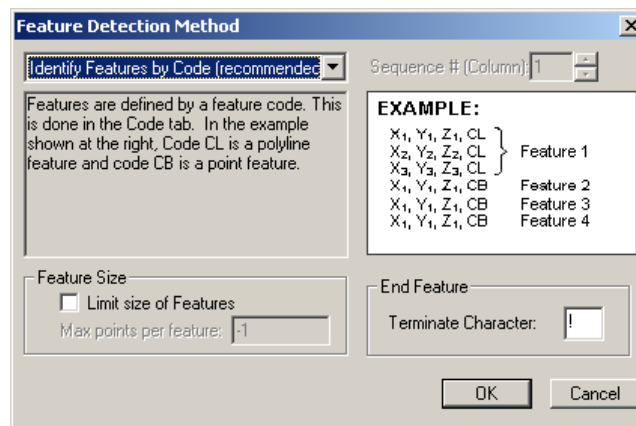 Feature Detection Method
Identify Features by Code (recommended
Sequence # (Column): 1
Features are defined by a feature code. This
is done in the Code tab. In the example
shown at the right, Code CL is a polyline
feature and code CB is a point feature.
EXAMPLE:
X₁, Y₁, Z₁, CL
X₂, Y₂, Z₂, CL Feature 1
X₃, Y₃, Z₃, CL
X₁, Y₁, Z₁, CB Feature 2
X₁, Y₁, Z₁, CB Feature 3
X₁, Y₁, Z₁, CB Feature 4
Feature Size
Limit size of Features
Max points per feature: -1
End Feature
Terminate Character: !
OK Cancel